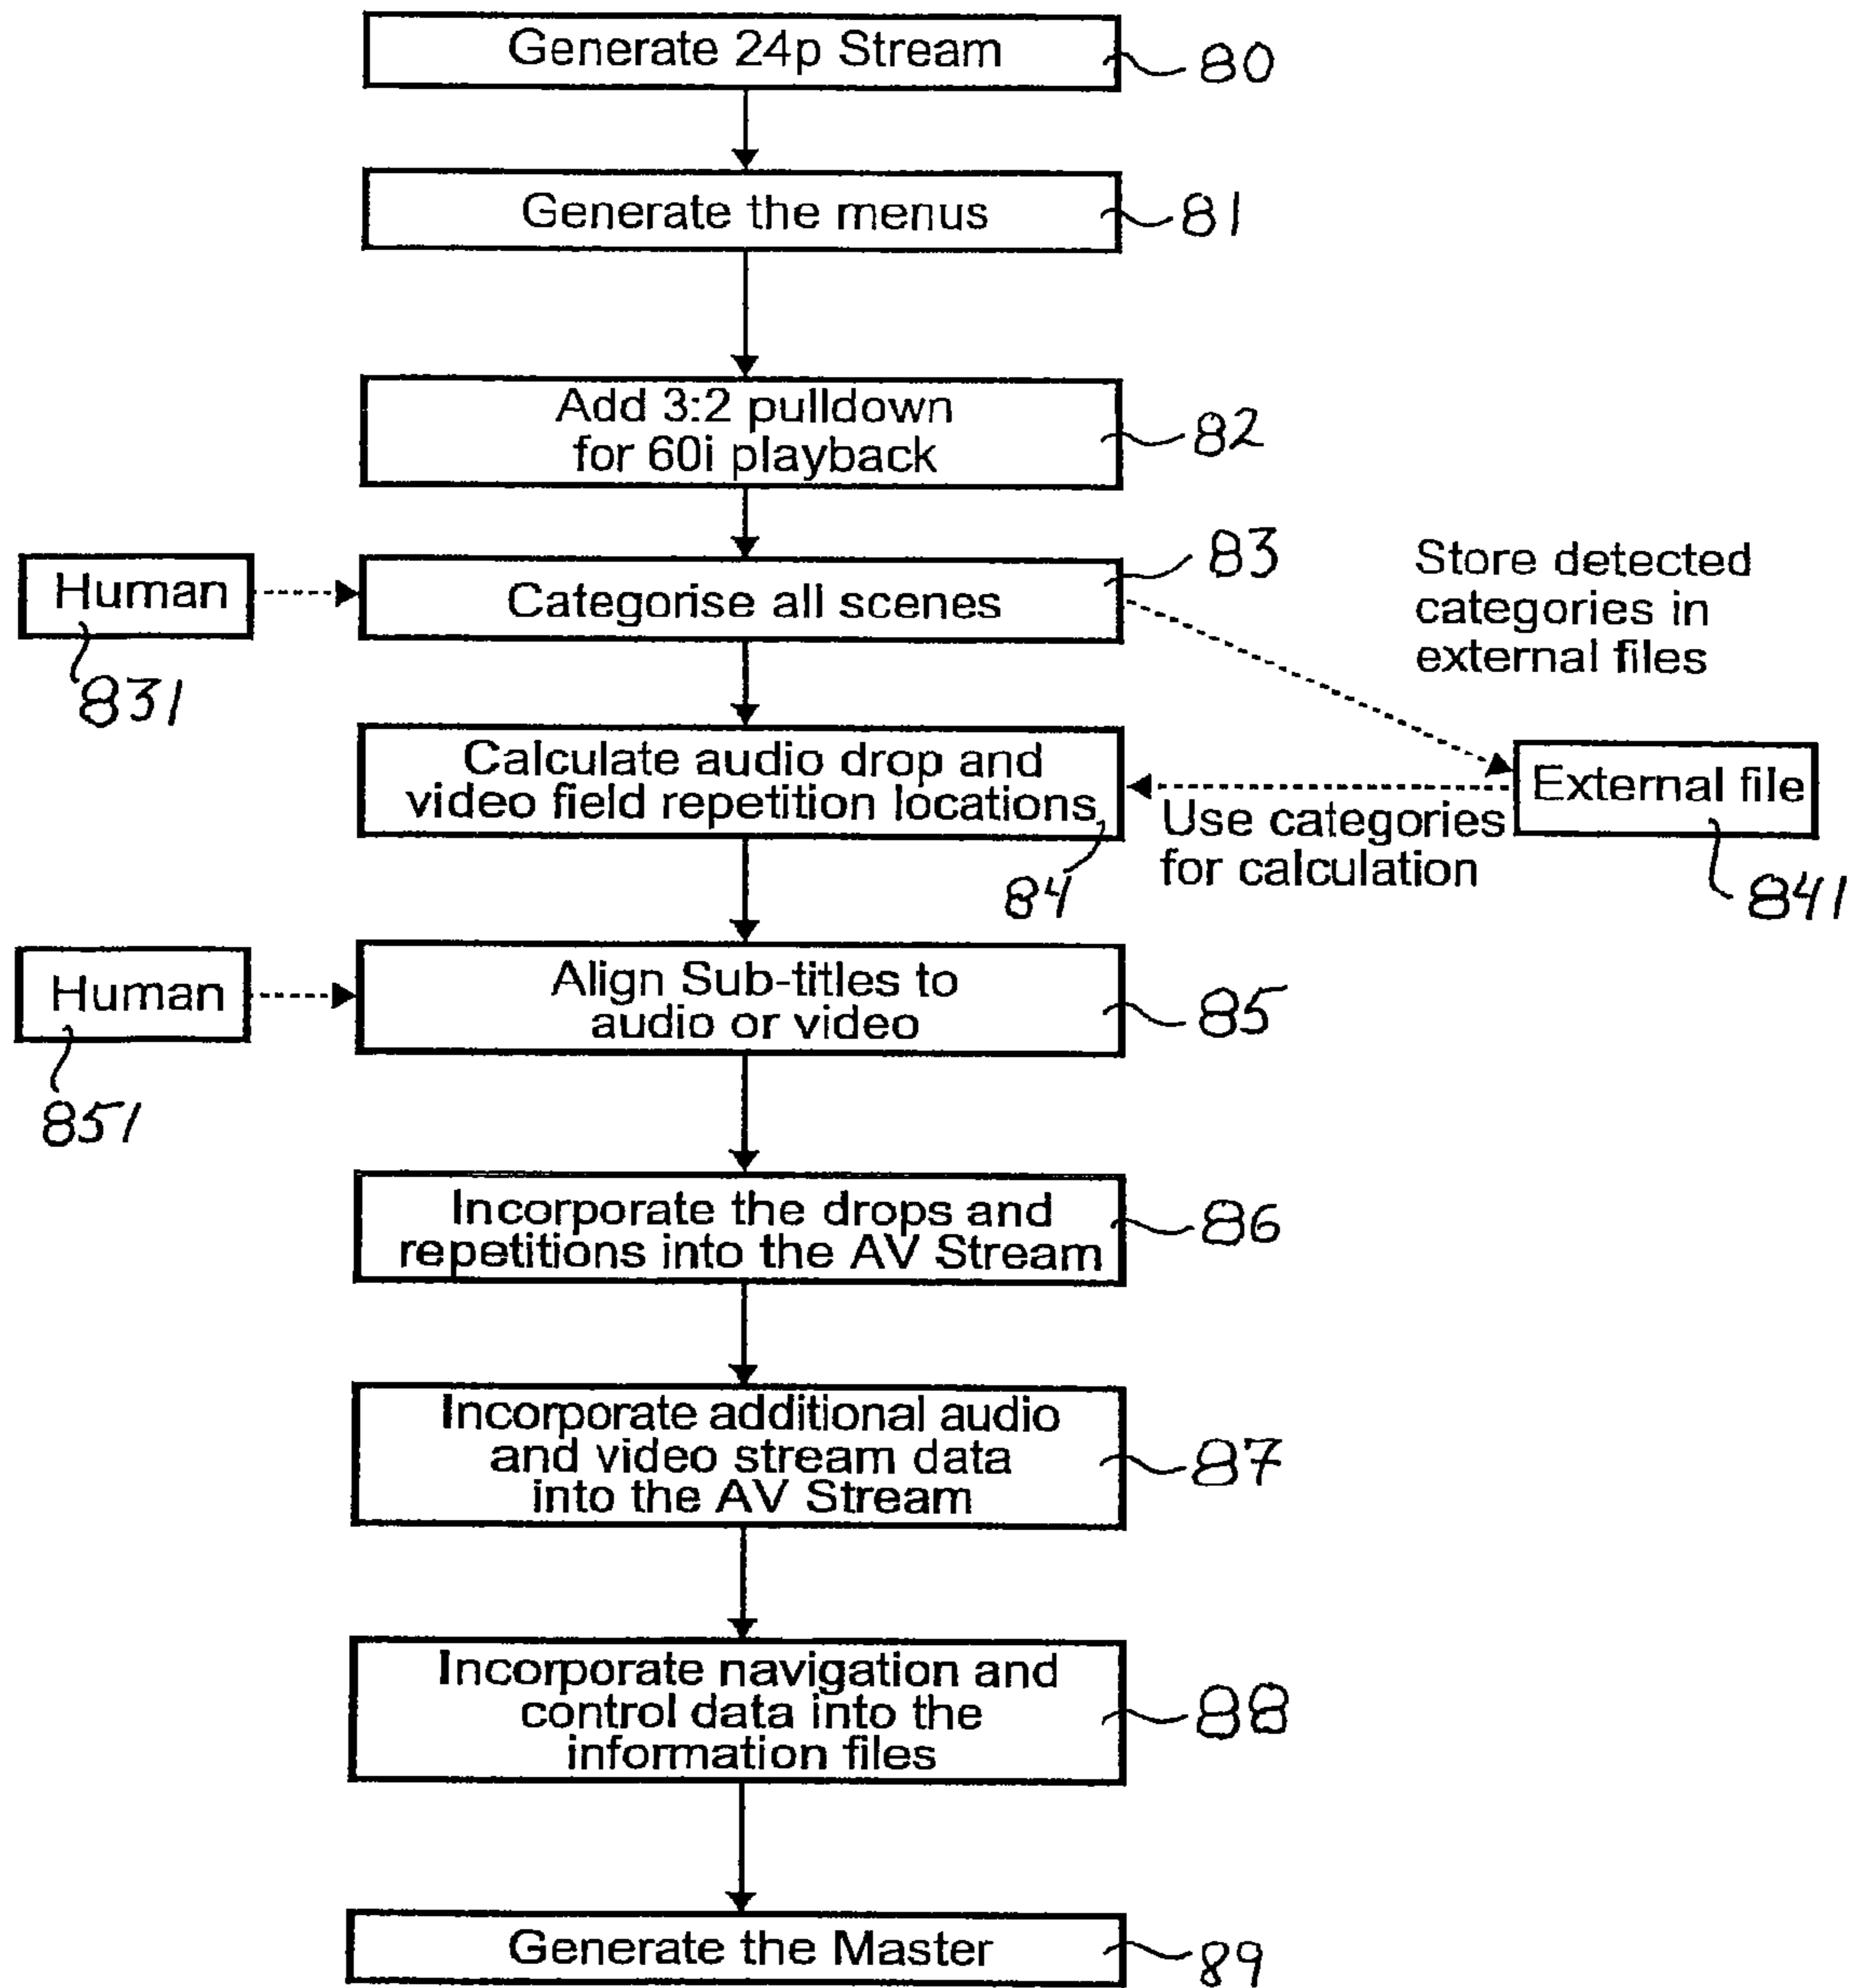 Generate 24p Stream
80
Generate the menus
81
Add 3:2 pulldown
for 60i playback
82
Human
831
Categorise all scenes
83
Store detected
categories in
external files
Calculate audio drop and
video field repetition locations
84
External file
841
Use categories
for calculation
Human
851
Align Sub-titles to
audio or video
85
Incorporate the drops and
repetitions into the AV Stream
86
Incorporate additional audio
and video stream data
into the AV Stream
87
Incorporate navigation and
control data into the
information files
88
Generate the Master
89